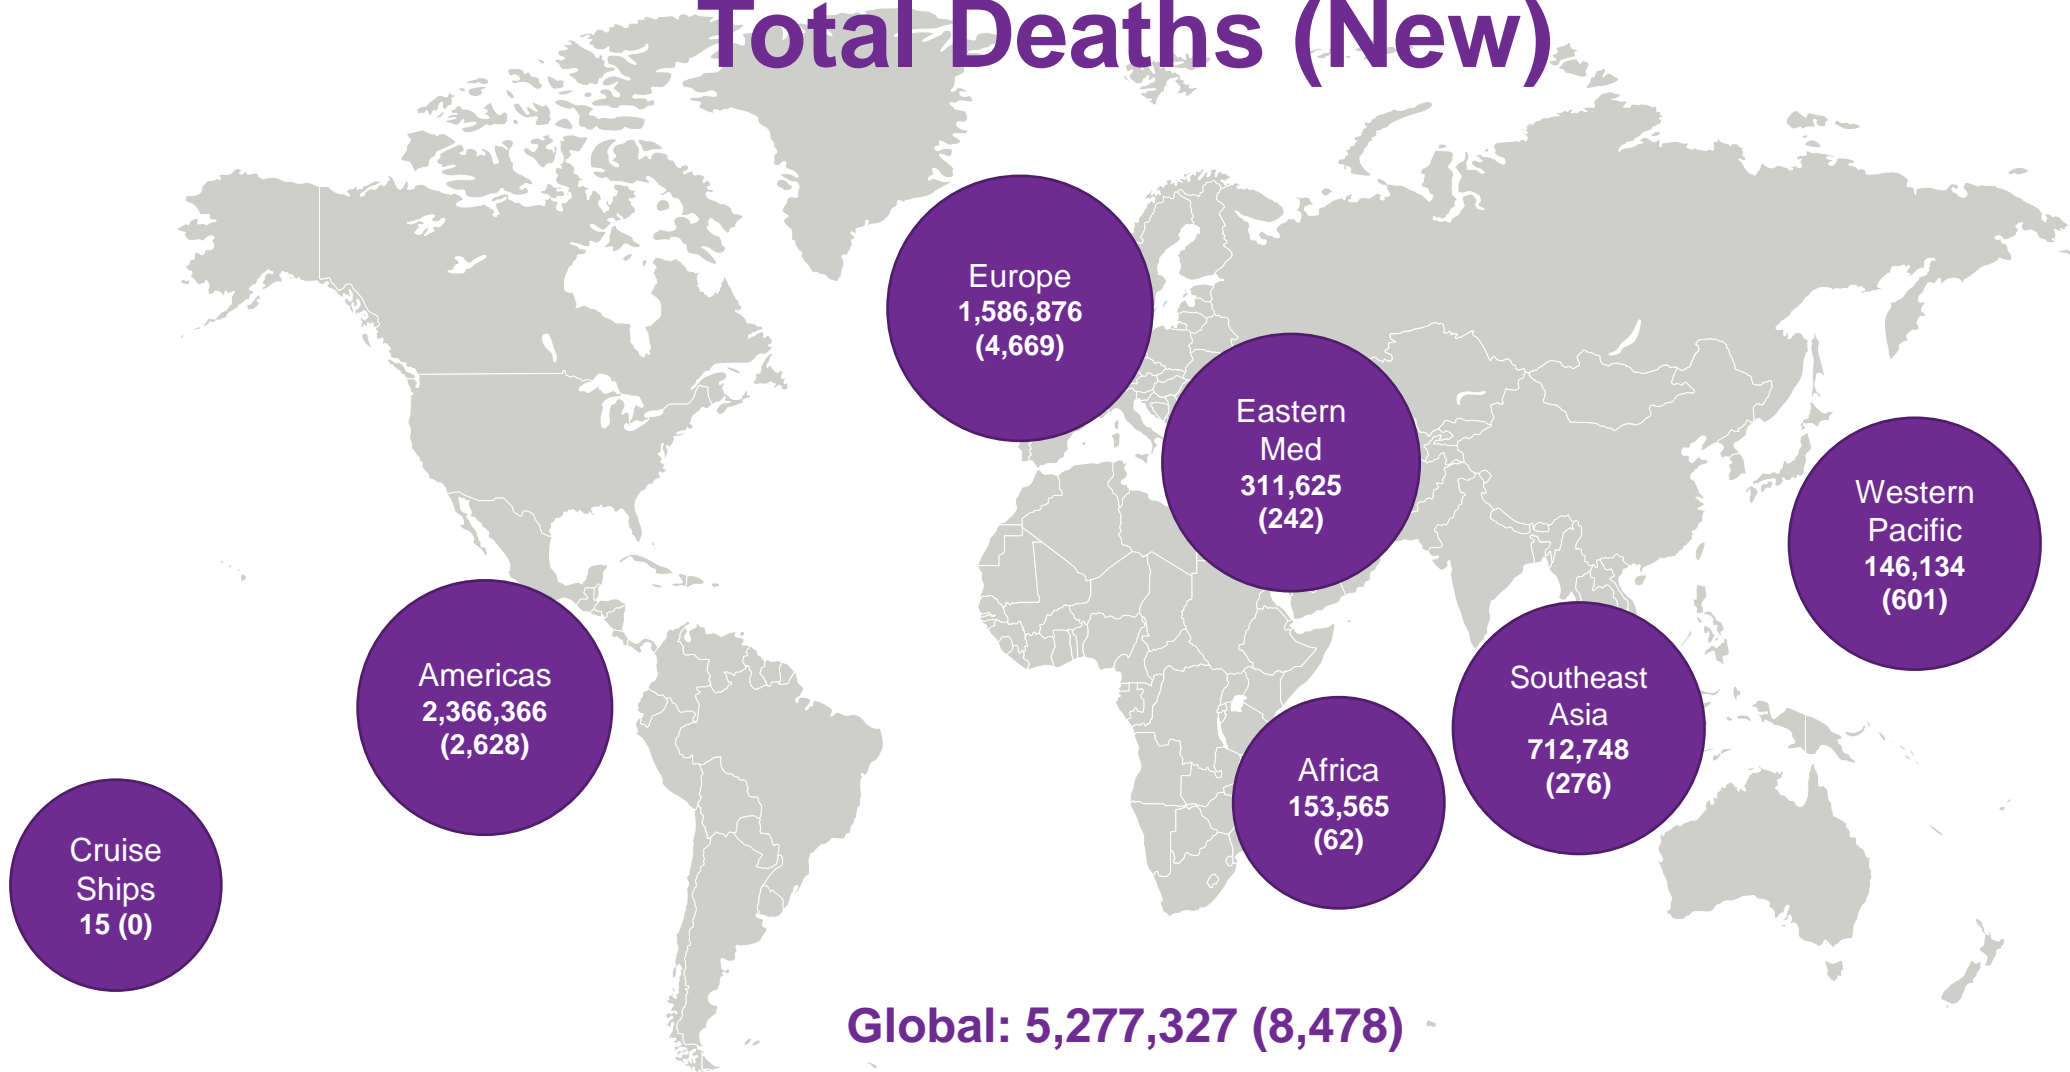 Total Deaths (New)
Europe
1,586,876
(4,669)
Eastern
Med
311,625
(242)
Western
Pacific
146,134
(601)
Americas
2,366,366
(2,628)
Southeast
Asia
712,748
(276)
Africa
153,565
(62)
Cruise
Ships
15 (0)
Global: 5,277,327 (8,478)